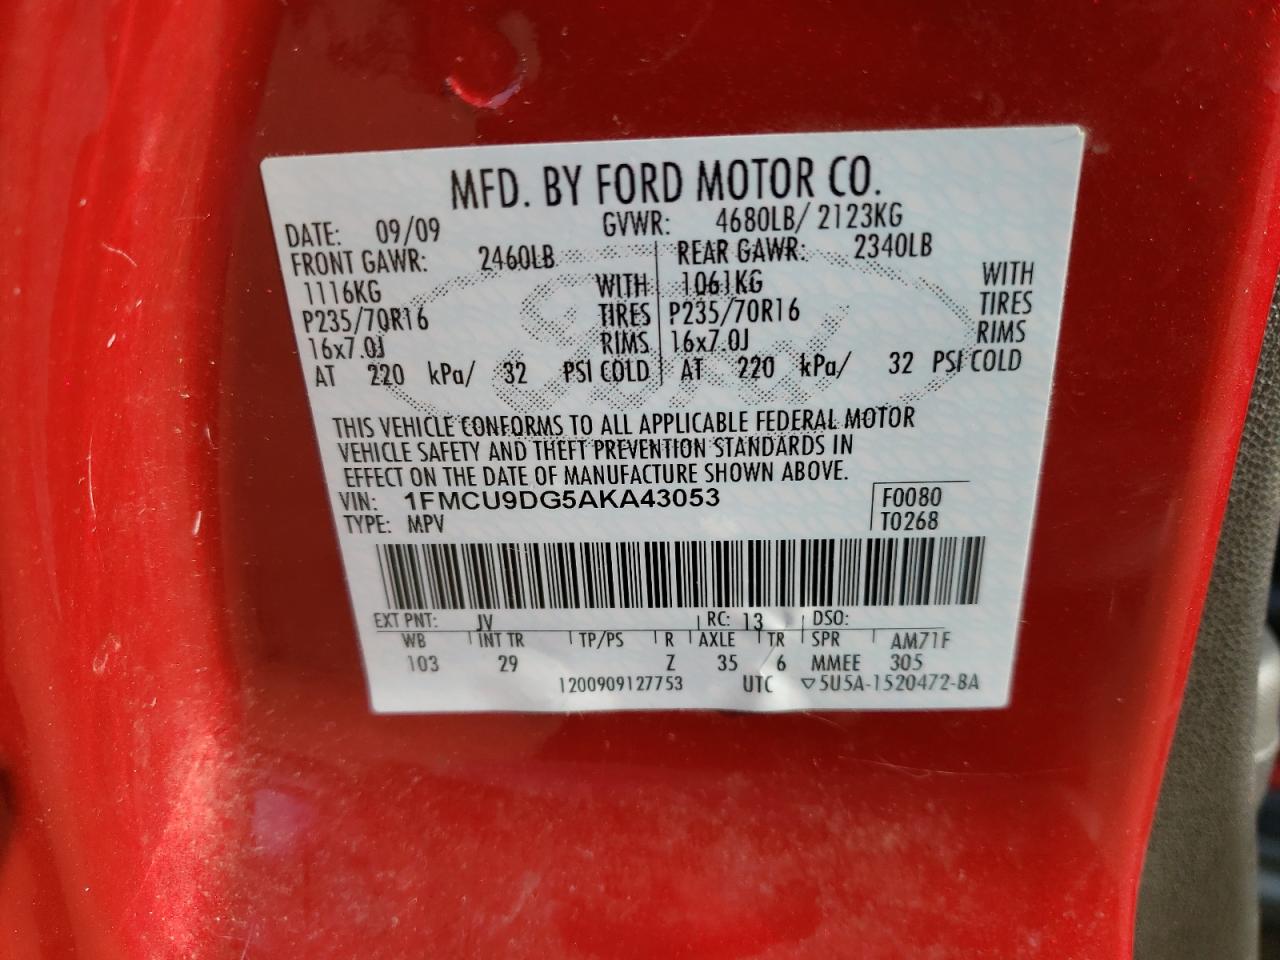 MFD. BY FORD MOTOR CO.
DATE: 09/09 GVWR: 4680LB/ 2123KG
FRONT GAWR: 2460LB REAR GAWR: 2340LB
1116KG WITH 1061KG WITH
P235/70R16 TIRES P235/70R16 TIRES
16x7.0J RIMS 16x7.0J RIMS
AT 220 kPa/ 32 PSI COLD AT 220 kPa/ 32 PSI COLD
THIS VEHICLE CONFORMS TO ALL APPLICABLE FEDERAL MOTOR
VEHICLE SAFETY AND THEFT PREVENTION STANDARDS IN
EFFECT ON THE DATE OF MANUFACTURE SHOWN ABOVE.
VIN: 1FMCU9DG5AKA43053 F0080
TYPE: MPV T0268
EXT PNT: JV RC: 13 DSO:
WB INT TR TP/PS R AXLE TR SPR AM71F
103 29 Z 35 6 MMEE 305
1200909127753 UTC ▽5U5A-1520472-BA